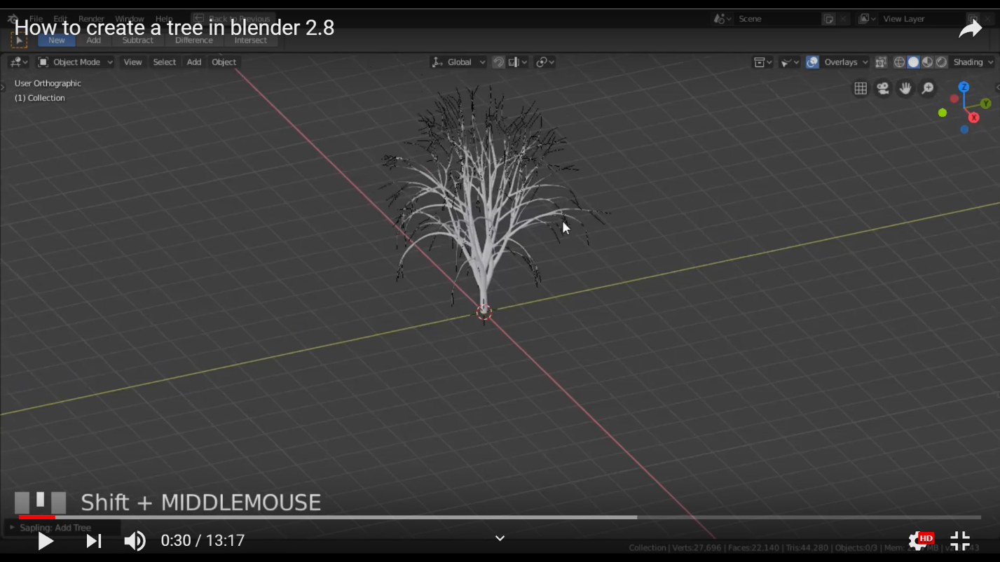 File Edit Render Window Help Back to Previous Scene View Layer
How to create a tree in blender 2.8
New Add Subtract Difference Intersect
Object Mode View Select Add Object Global Overlays Shading
User Orthographic
(1) Collection
Z
Y
X
Shift + MIDDLEMOUSE
Sapling: Add Tree
0:30 / 13:17
HD
Collection | Verts:27,696 | Faces:22,140 | Tris:44,280 | Objects:0/3 | Mem: